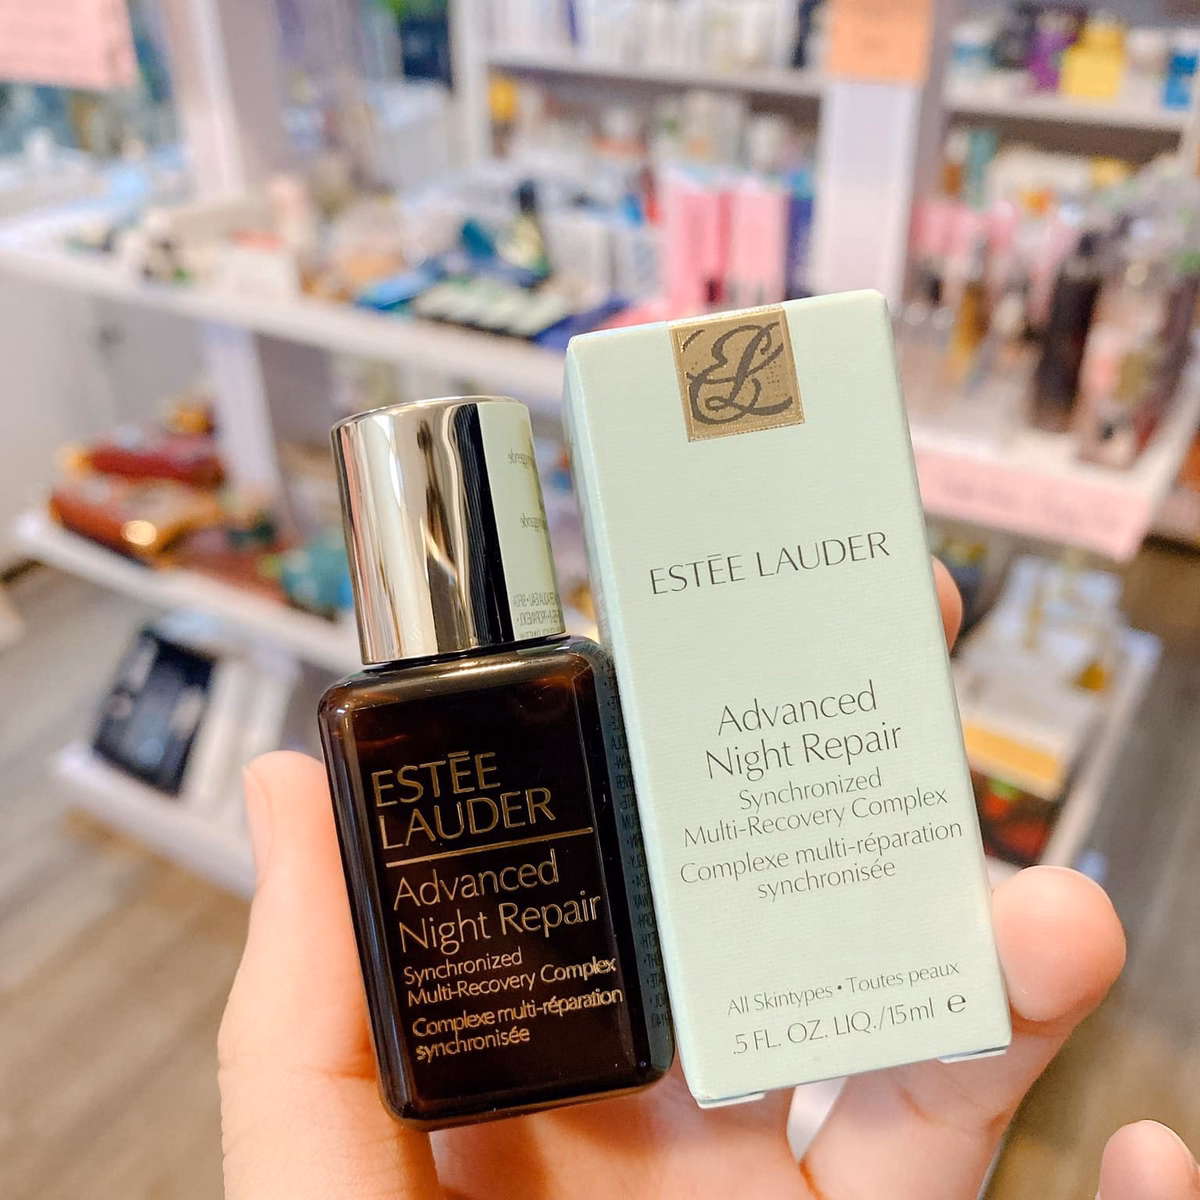 ESTĒE
LAUDER
Advanced
Night Repair
Synchronized
Multi-Recovery Complex
Complexe multi-réparation
synchronisée
EL
ESTĒE LAUDER
Advanced
Night Repair
Synchronized
Multi-Recovery Complex
Complexe multi-réparation
synchronisée
All Skintypes • Toutes peaux
.5 FL. OZ. LIQ./15ml ℮